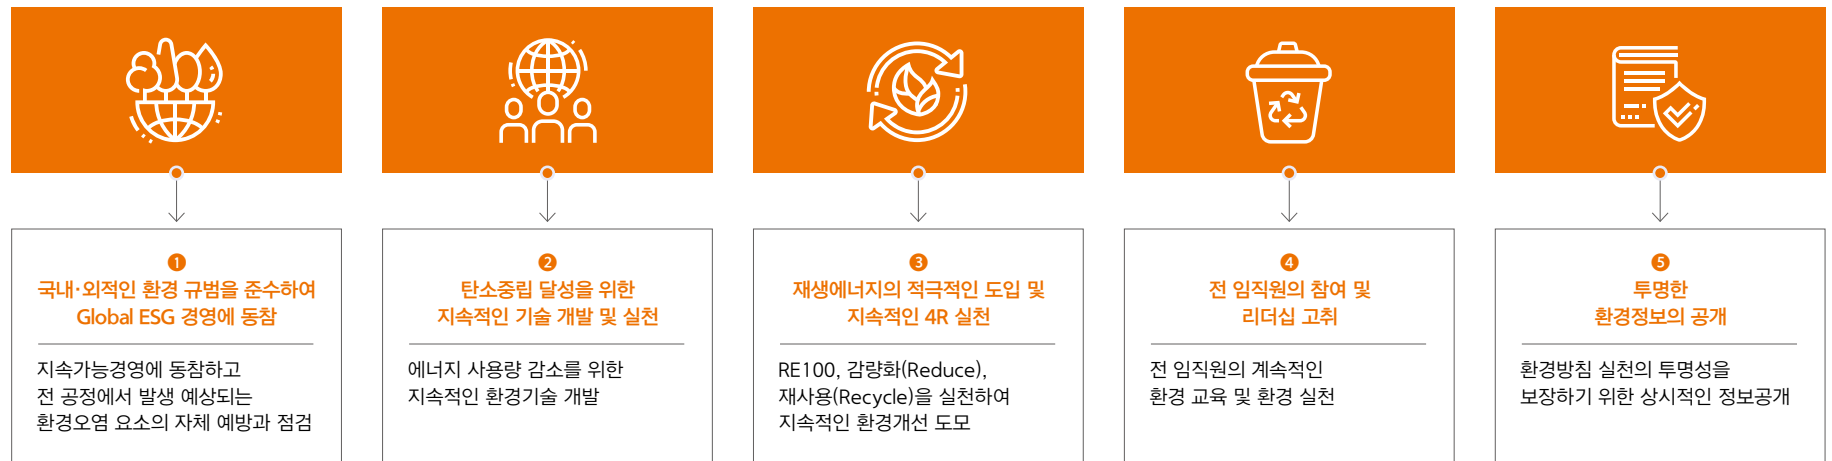 ❶
국내·외적인 환경 규범을 준수하여
Global ESG 경영에 동참
지속가능경영에 동참하고
전 공정에서 발생 예상되는
환경오염 요소의 자체 예방과 점검
❷
탄소중립 달성을 위한
지속적인 기술 개발 및 실천
에너지 사용량 감소를 위한
지속적인 환경기술 개발
❸
재생에너지의 적극적인 도입 및
지속적인 4R 실천
RE100, 감량화(Reduce),
재사용(Recycle)을 실천하여
지속적인 환경개선 도모
❹
전 임직원의 참여 및
리더십 고취
전 임직원의 계속적인
환경 교육 및 환경 실천
❺
투명한
환경정보의 공개
환경방침 실천의 투명성을
보장하기 위한 상시적인 정보공개